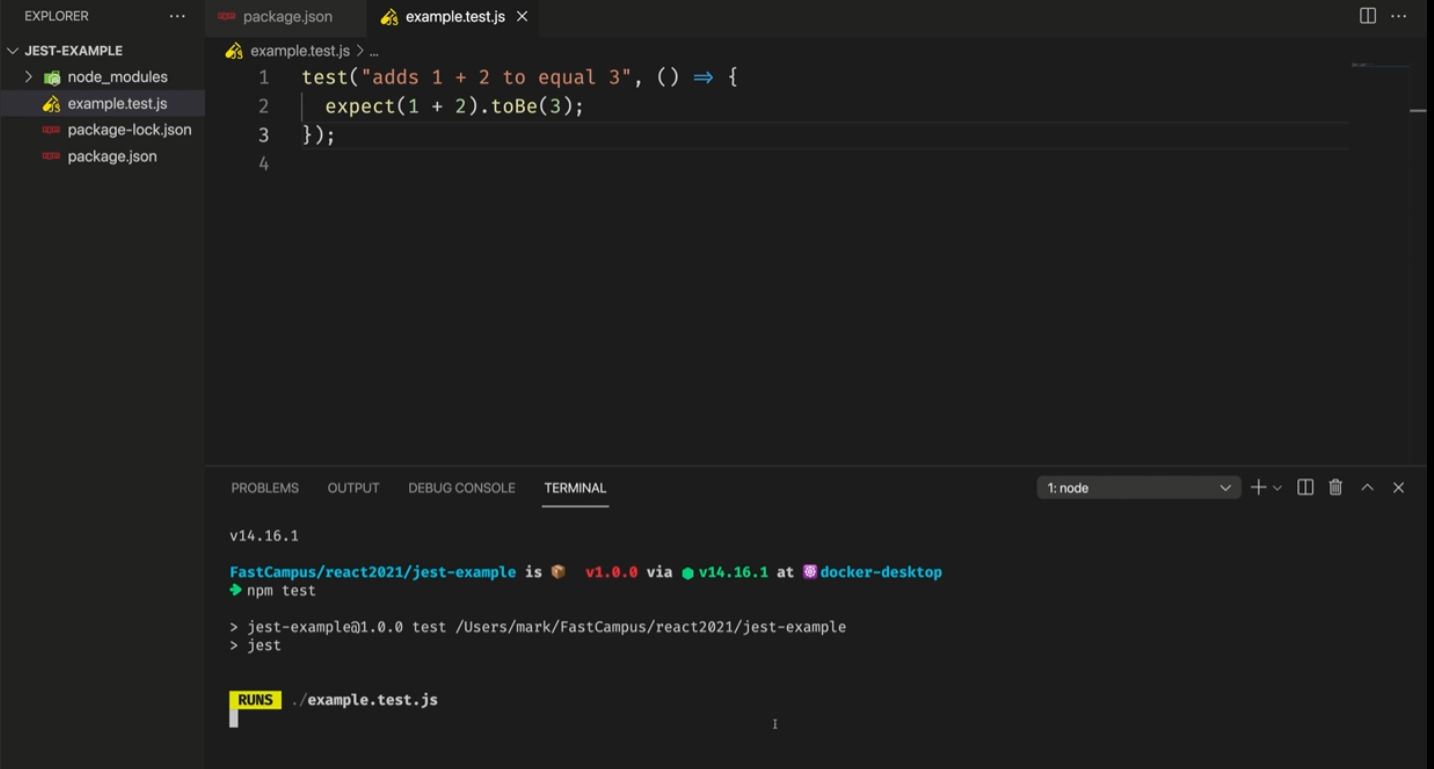 EXPLORER ...
package.json
example.test.js
JEST-EXAMPLE
node_modules
example.test.js
package-lock.json
package.json
example.test.js > ...
1 test("adds 1 + 2 to equal 3", () => {
2 expect(1 + 2).toBe(3);
3 });
4
PROBLEMS OUTPUT DEBUG CONSOLE TERMINAL
1: node
v14.16.1
FastCampus/react2021/jest-example is 📦 v1.0.0 via ⬢ v14.16.1 at ☸ docker-desktop
➜ npm test
> jest-example@1.0.0 test /Users/mark/FastCampus/react2021/jest-example
> jest
RUNS ./example.test.js